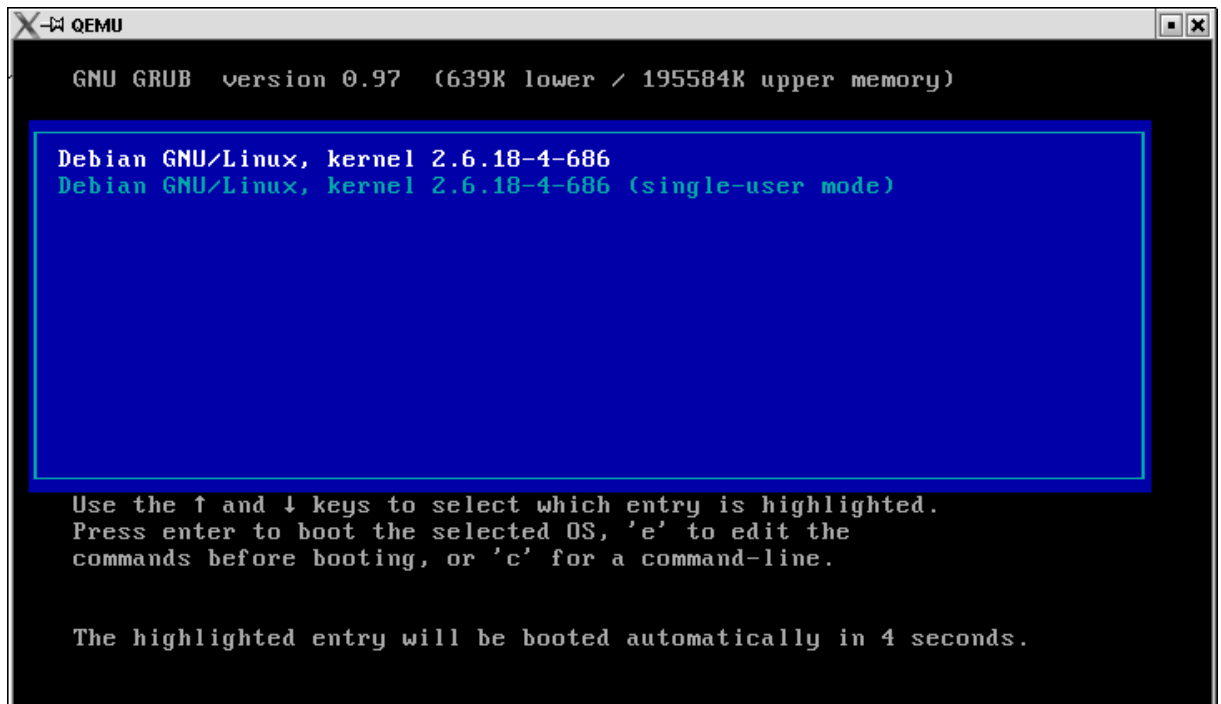 QEMU
GNU GRUB version 0.97 (639K lower / 195584K upper memory)
Debian GNU/Linux, kernel 2.6.18-4-686
Debian GNU/Linux, kernel 2.6.18-4-686 (single-user mode)
Use the ↑ and ↓ keys to select which entry is highlighted.
Press enter to boot the selected OS, 'e' to edit the
commands before booting, or 'c' for a command-line.
The highlighted entry will be booted automatically in 4 seconds.